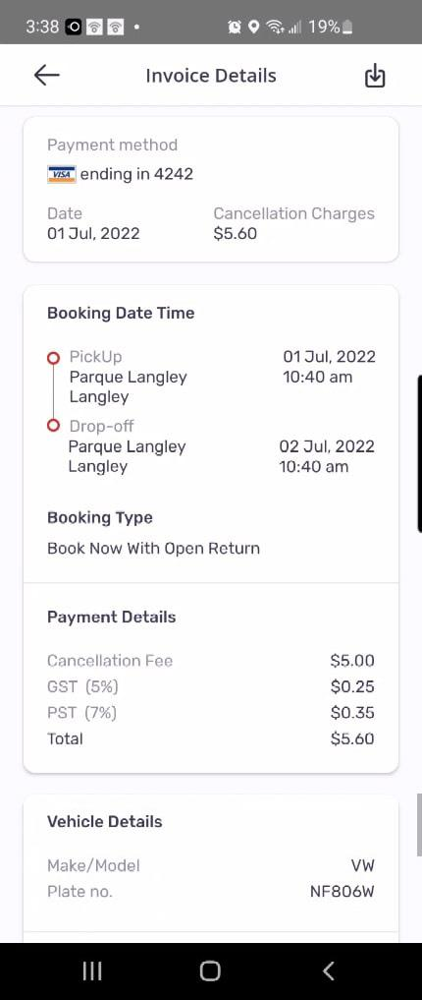 3:38 19%
Invoice Details
Payment method
VISA ending in 4242
Date Cancellation Charges
01 Jul, 2022 $5.60
Booking Date Time
PickUp 01 Jul, 2022
Parque Langley 10:40 am
Langley
Drop-off
Parque Langley 02 Jul, 2022
Langley 10:40 am
Booking Type
Book Now With Open Return
Payment Details
Cancellation Fee $5.00
GST (5%) $0.25
PST (7%) $0.35
Total $5.60
Vehicle Details
Make/Model VW
Plate no. NF806W